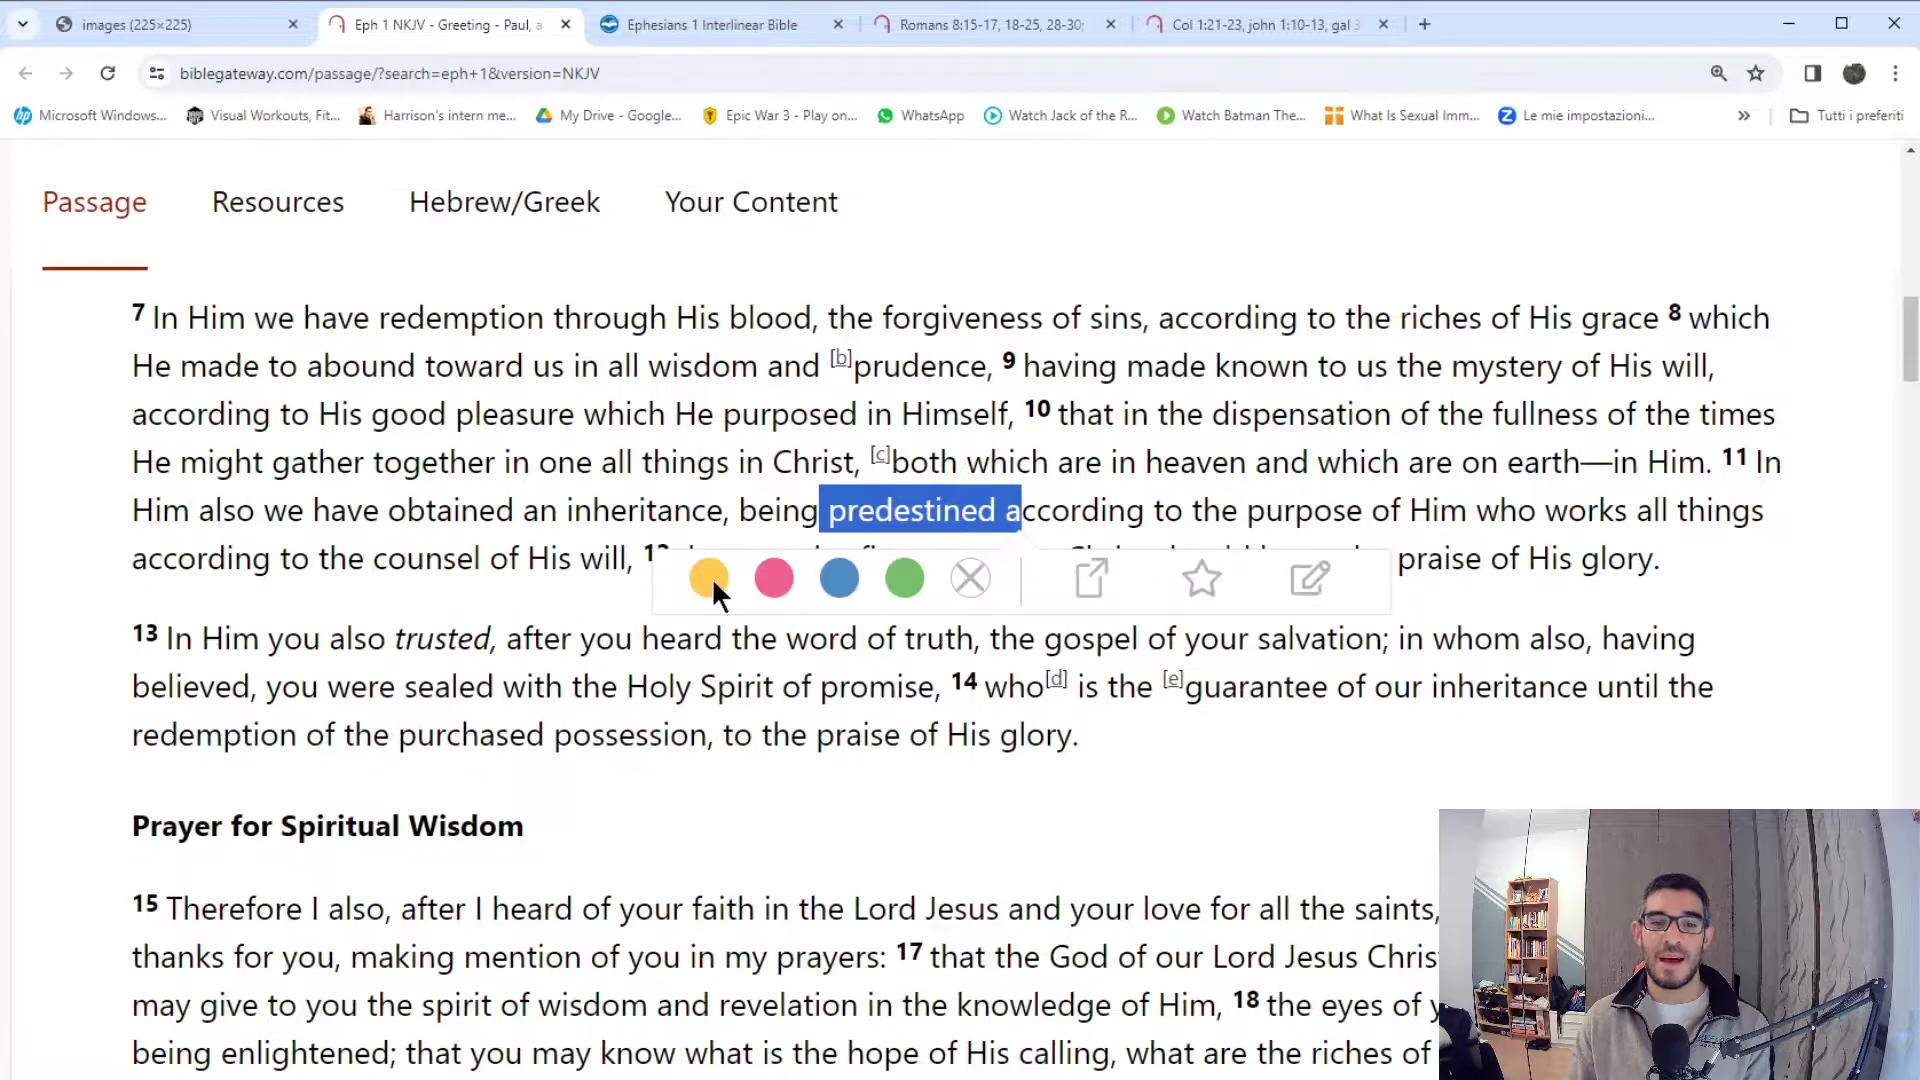 images (225×225)
Eph 1 NKJV - Greeting - Paul, a
Ephesians 1 Interlinear Bible
Romans 8:15-17, 18-25, 28-30;
Col 1:21-23, john 1:10-13, gal 3
biblegateway.com/passage/?search=eph+1&version=NKJV
Microsoft Windows...
Visual Workouts, Fit...
Harrison's intern me...
My Drive - Google...
Epic War 3 - Play on...
WhatsApp
Watch Jack of the R...
Watch Batman The...
What Is Sexual Imm...
Le mie impostazioni...
Tutti i preferiti
Passage
Resources
Hebrew/Greek
Your Content
7 In Him we have redemption through His blood, the forgiveness of sins, according to the riches of His grace 8 which
He made to abound toward us in all wisdom and [b]prudence, 9 having made known to us the mystery of His will,
according to His good pleasure which He purposed in Himself, 10 that in the dispensation of the fullness of the times
He might gather together in one all things in Christ, [c]both which are in heaven and which are on earth—in Him. 11 In
Him also we have obtained an inheritance, being predestined according to the purpose of Him who works all things
according to the counsel of His will, praise of His glory.
13 In Him you also trusted, after you heard the word of truth, the gospel of your salvation; in whom also, having
believed, you were sealed with the Holy Spirit of promise, 14 who[d] is the [e]guarantee of our inheritance until the
redemption of the purchased possession, to the praise of His glory.
Prayer for Spiritual Wisdom
15 Therefore I also, after I heard of your faith in the Lord Jesus and your love for all the saints,
thanks for you, making mention of you in my prayers: 17 that the God of our Lord Jesus Chris
may give to you the spirit of wisdom and revelation in the knowledge of Him, 18 the eyes of y
being enlightened; that you may know what is the hope of His calling, what are the riches of